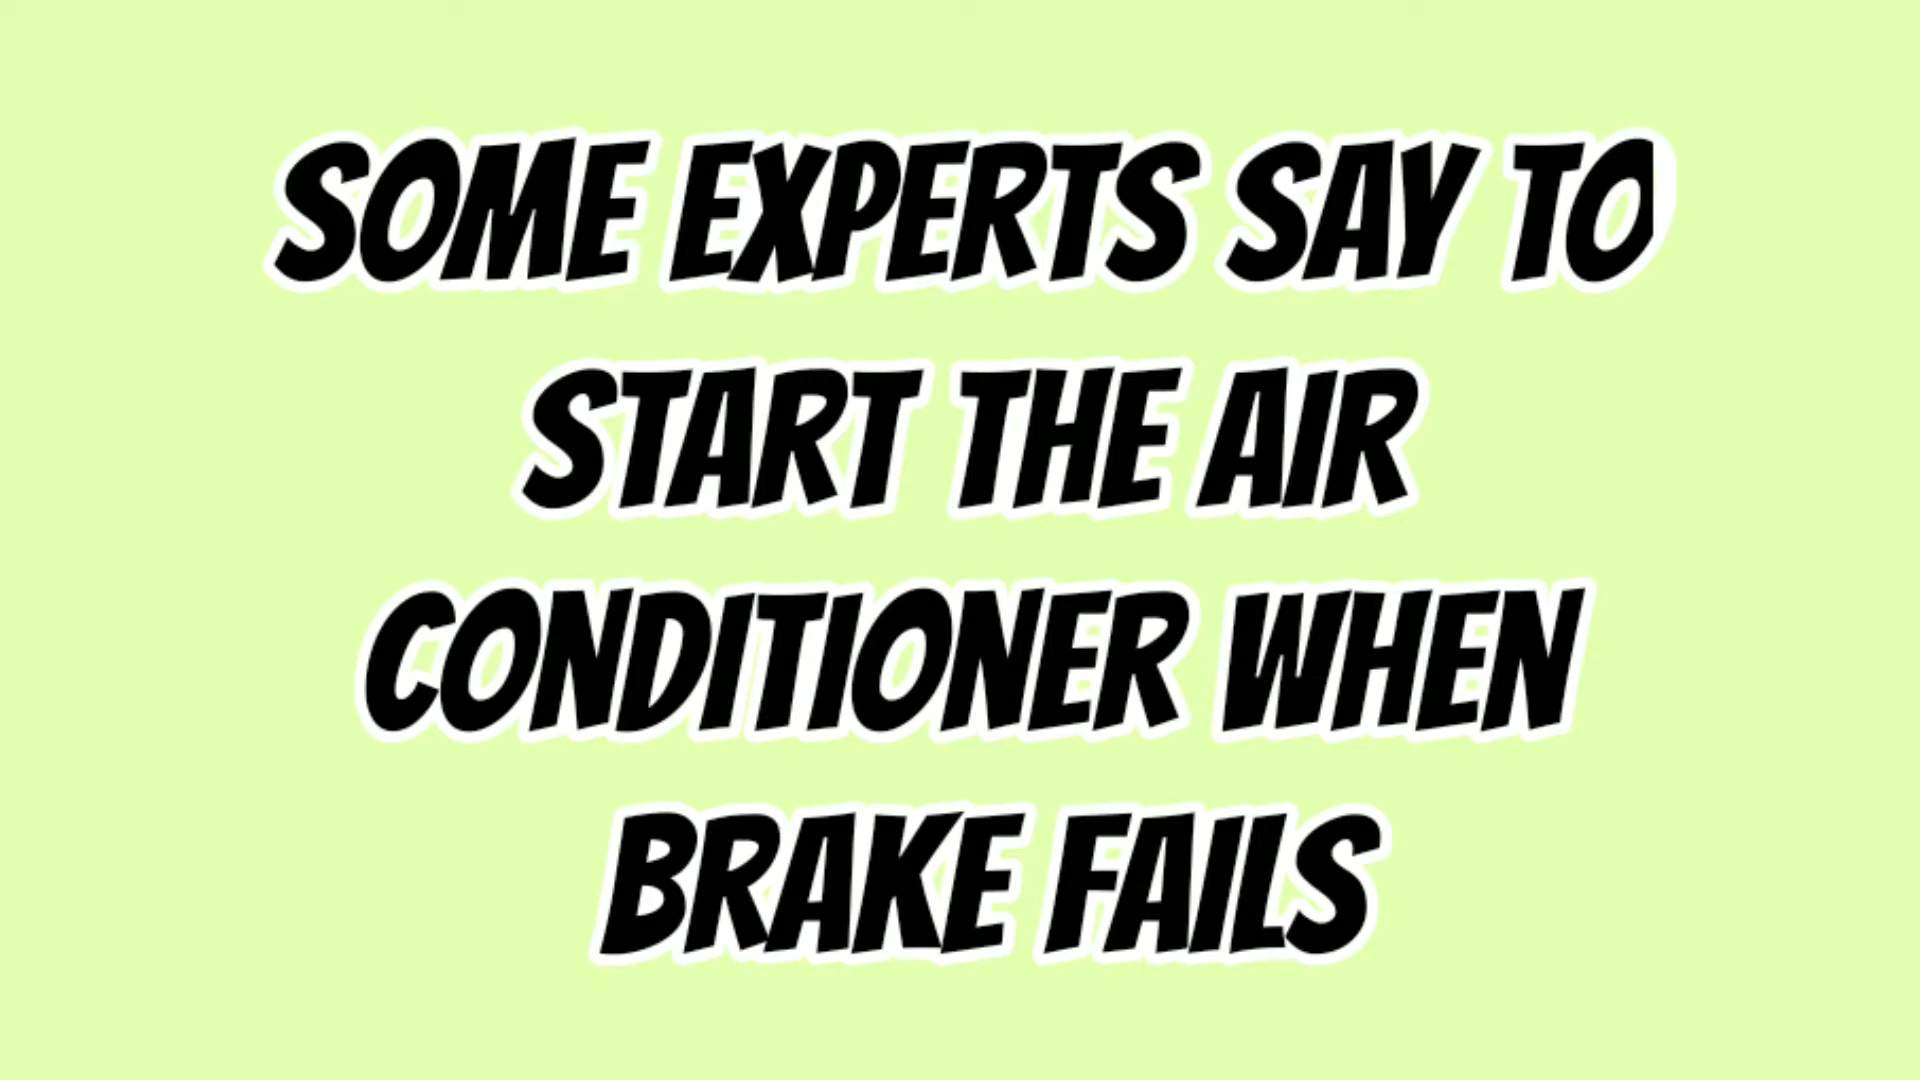 SOME EXPERTS SAY TO
START THE AIR
CONDITIONER WHEN
BRAKE FAILS